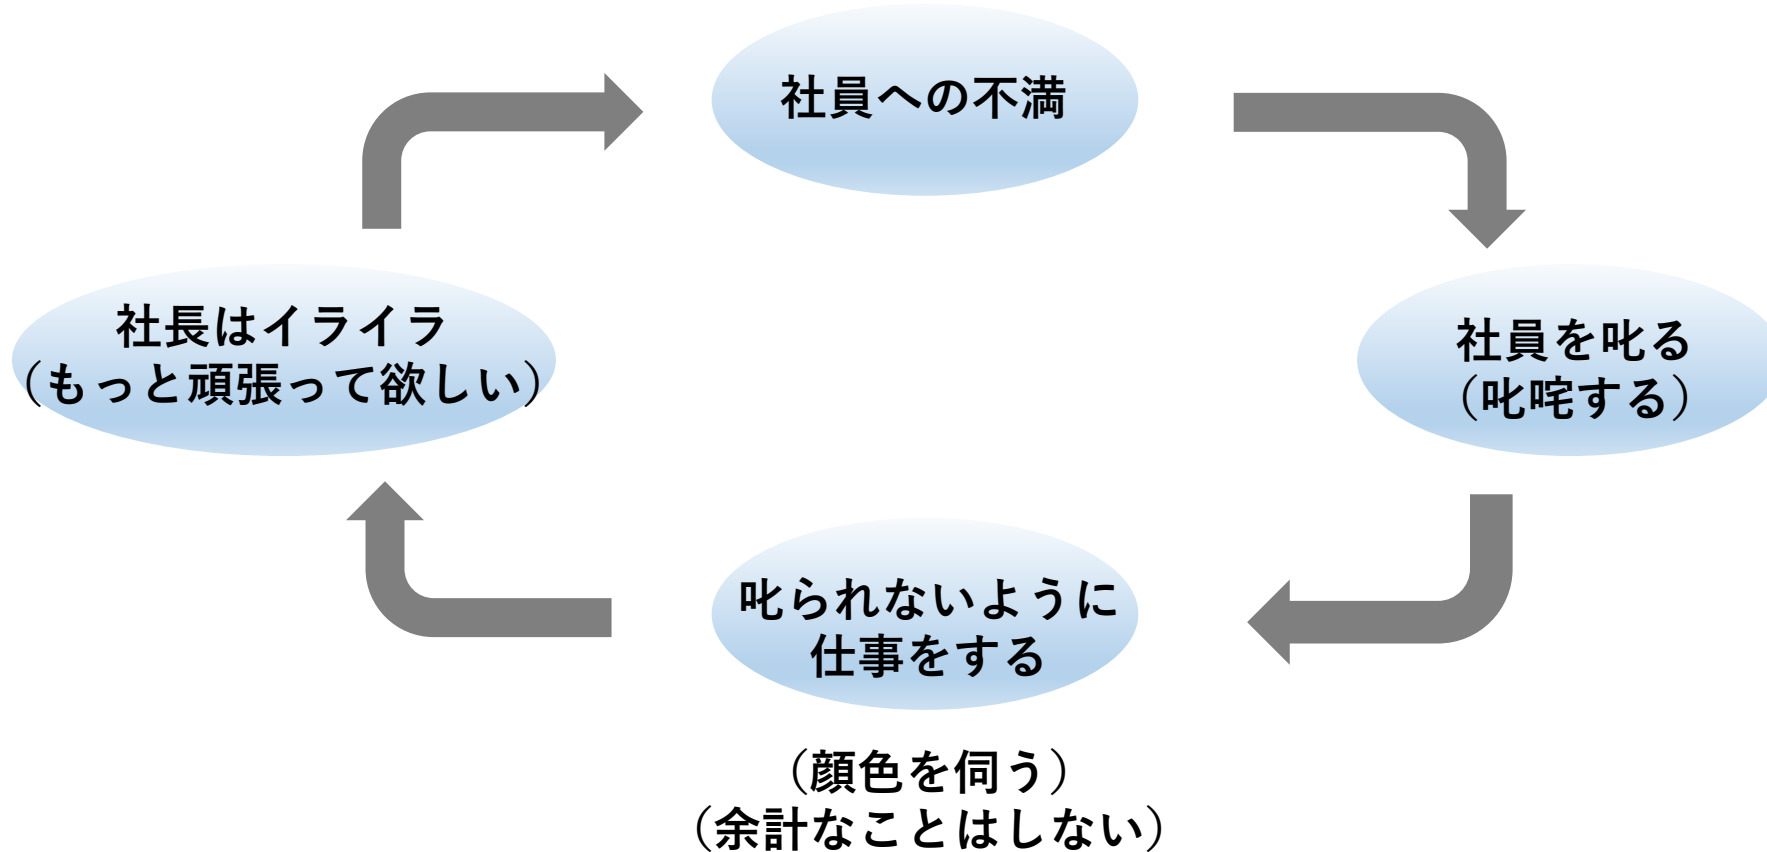 社員への不満
社長はイライラ
（もっと頑張って欲しい）
社員を叱る
（叱咤する）
叱られないように
仕事をする
（顔色を伺う）
（余計なことはしない）